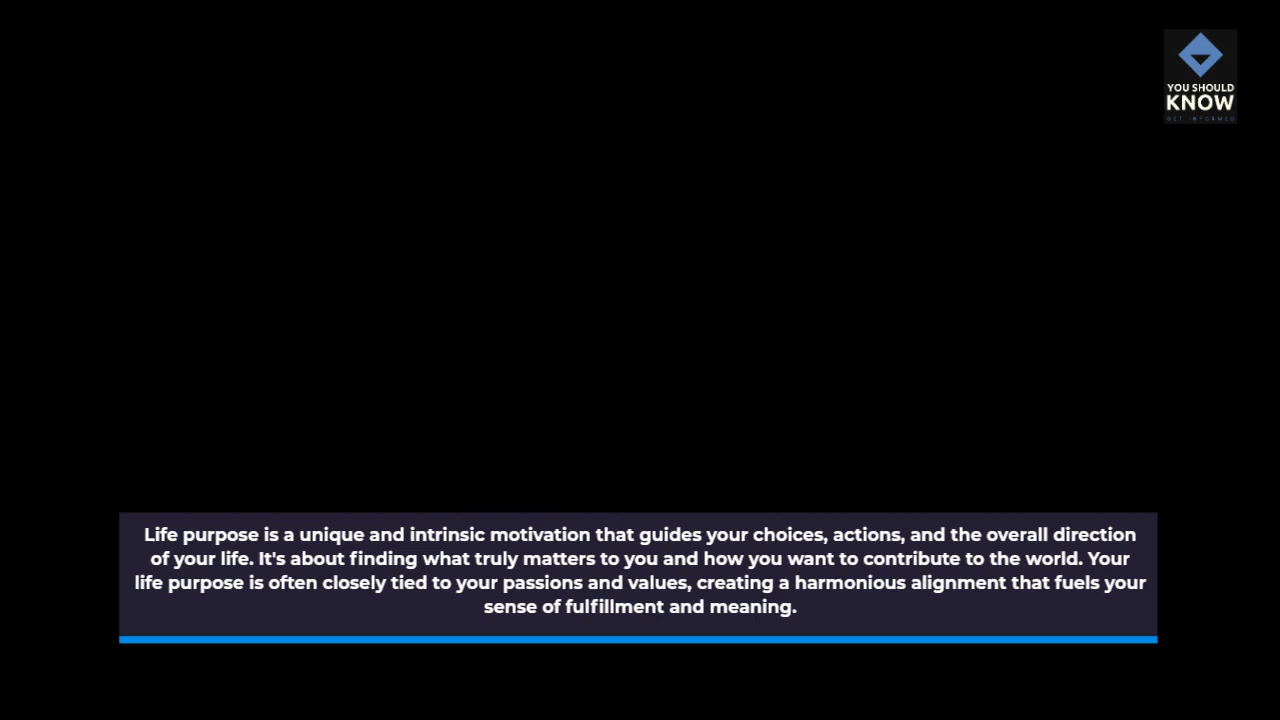 YOU SHOULD
KNOW
GET INFORMED
Life purpose is a unique and intrinsic motivation that guides your choices, actions, and the overall direction
of your life. It's about finding what truly matters to you and how you want to contribute to the world. Your
life purpose is often closely tied to your passions and values, creating a harmonious alignment that fuels your
sense of fulfillment and meaning.